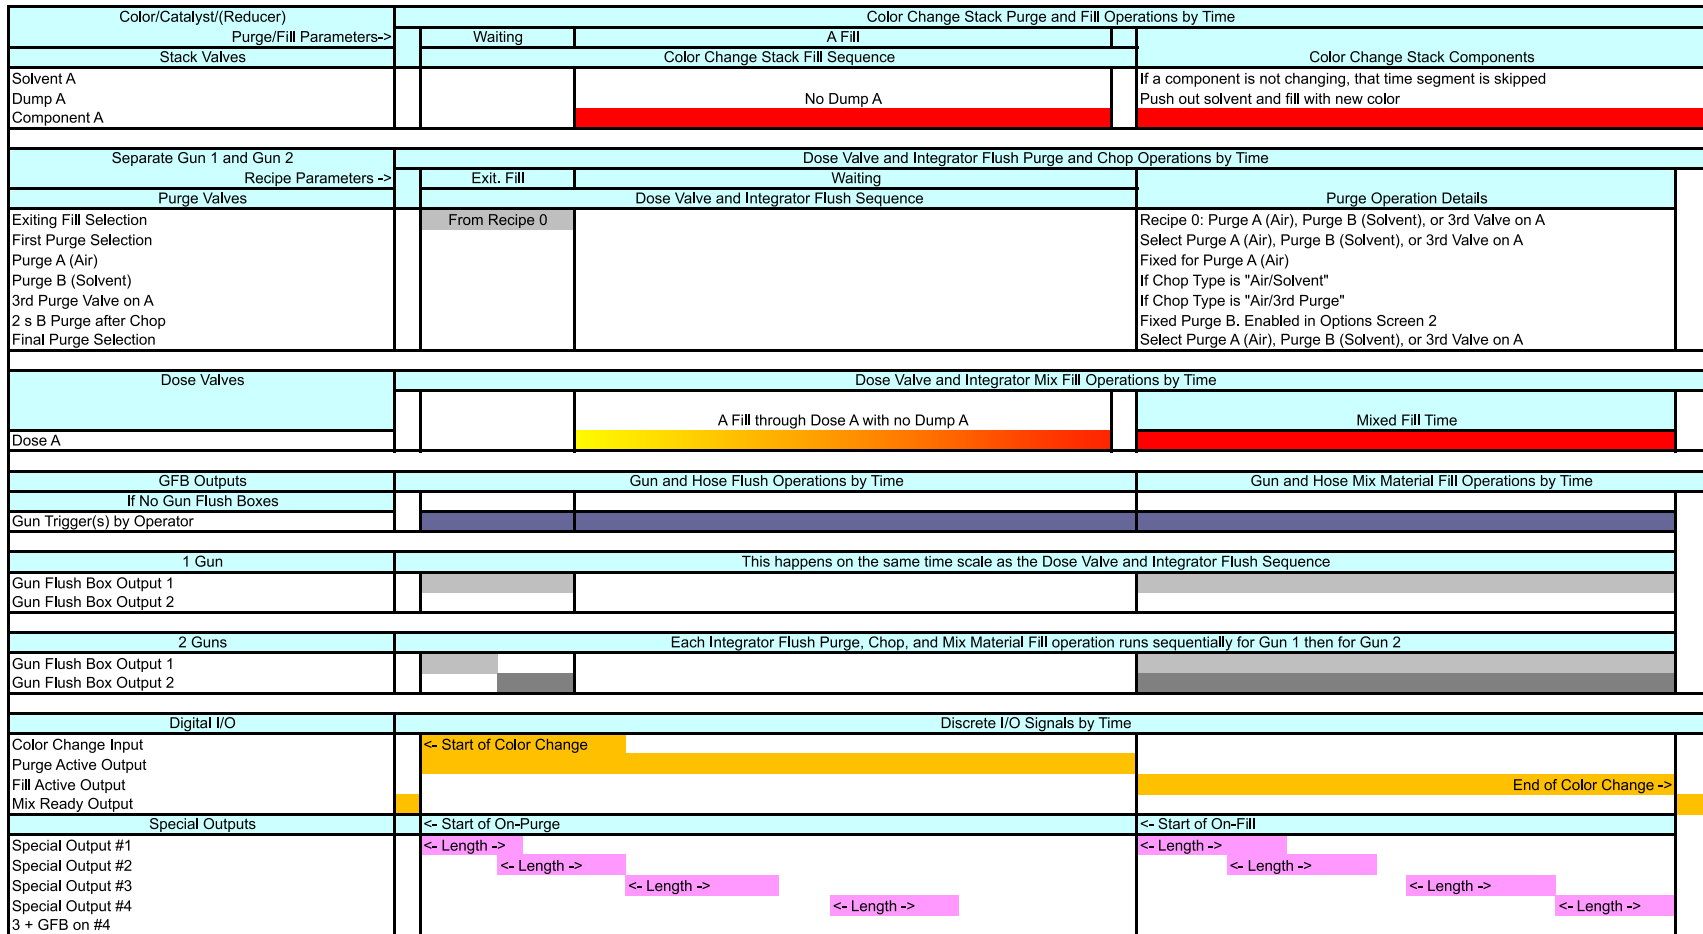 Color/Catalyst/(Reducer) Color Change Stack Purge and Fill Operations by Time
Purge/Fill Parameters-> Waiting A Fill
Stack Valves Color Change Stack Fill Sequence Color Change Stack Components
Solvent A If a component is not changing, that time segment is skipped
Dump A No Dump A Push out solvent and fill with new color
Component A
Separate Gun 1 and Gun 2 Dose Valve and Integrator Flush Purge and Chop Operations by Time
Recipe Parameters -> Exit. Fill Waiting
Purge Valves Dose Valve and Integrator Flush Sequence Purge Operation Details
Exiting Fill Selection From Recipe 0 Recipe 0: Purge A (Air), Purge B (Solvent), or 3rd Valve on A
First Purge Selection Select Purge A (Air), Purge B (Solvent), or 3rd Valve on A
Purge A (Air) Fixed for Purge A (Air)
Purge B (Solvent) If Chop Type is "Air/Solvent"
3rd Purge Valve on A If Chop Type is "Air/3rd Purge"
2 s B Purge after Chop Fixed Purge B. Enabled in Options Screen 2
Final Purge Selection Select Purge A (Air), Purge B (Solvent), or 3rd Valve on A
Dose Valves Dose Valve and Integrator Mix Fill Operations by Time
A Fill through Dose A with no Dump A Mixed Fill Time
Dose A
GFB Outputs Gun and Hose Flush Operations by Time Gun and Hose Mix Material Fill Operations by Time
If No Gun Flush Boxes
Gun Trigger(s) by Operator
1 Gun This happens on the same time scale as the Dose Valve and Integrator Flush Sequence
Gun Flush Box Output 1
Gun Flush Box Output 2
2 Guns Each Integrator Flush Purge, Chop, and Mix Material Fill operation runs sequentially for Gun 1 then for Gun 2
Gun Flush Box Output 1
Gun Flush Box Output 2
Digital I/O Discrete I/O Signals by Time
Color Change Input <- Start of Color Change
Purge Active Output
Fill Active Output End of Color Change ->
Mix Ready Output
Special Outputs <- Start of On-Purge <- Start of On-Fill
Special Output #1 <- Length -> <- Length ->
Special Output #2 <- Length -> <- Length ->
Special Output #3 <- Length -> <- Length ->
Special Output #4 <- Length -> <- Length ->
3 + GFB on #4